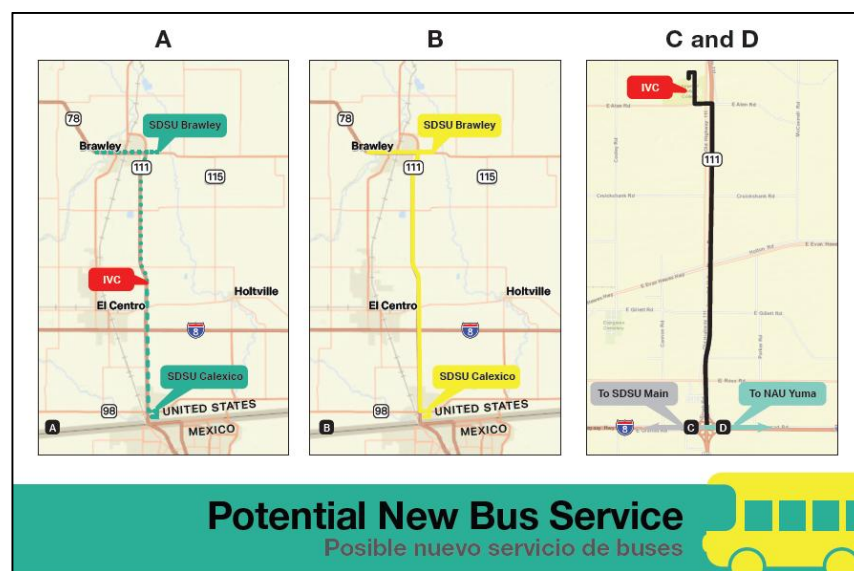 A
78
SDSU Brawley
Brawley
111
115
IVC
Holtville
El Centro
8
SDSU Calexico
98
UNITED STATES
MEXICO
A
B
78
SDSU Brawley
Brawley
111
115
Holtville
El Centro
8
SDSU Calexico
98
UNITED STATES
MEXICO
B
C and D
IVC
111
To SDSU Main
To NAU Yuma
8
C
D
Potential New Bus Service
Posible nuevo servicio de buses